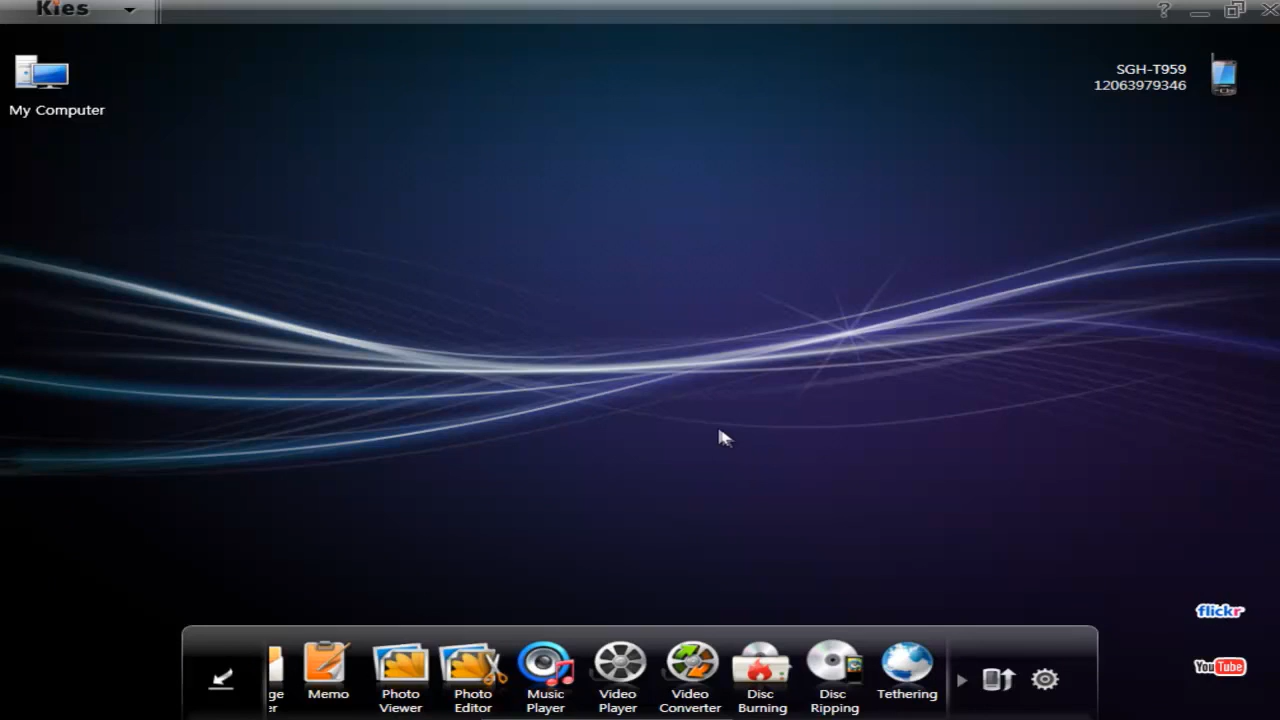 Kies
?
SGH-T959
12063979346
My Computer
flickr
YouTube
ge
er
Memo
Photo
Viewer
Photo
Editor
Music
Player
Video
Player
Video
Converter
Disc
Burning
Disc
Ripping
Tethering